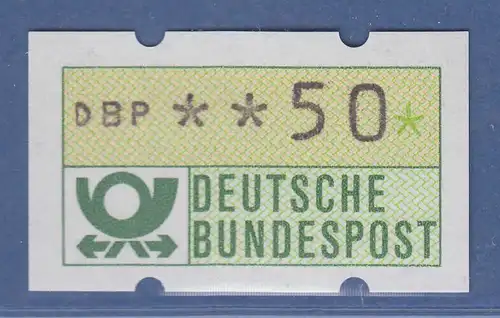 DBP **50*
DEUTSCHE
BUNDESPOST